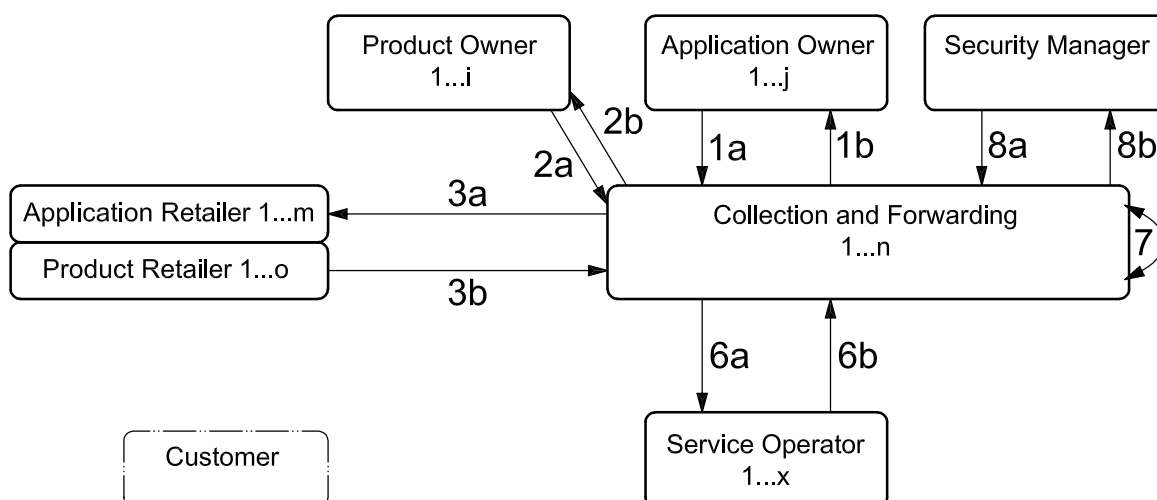 Product Owner
1...i
Application Owner
1...j
Security Manager
2a
2b
1a
1b
8a
8b
Application Retailer 1...m
Product Retailer 1...o
3a
3b
Collection and Forwarding
1...n
7
6a
6b
Customer
Service Operator
1...x